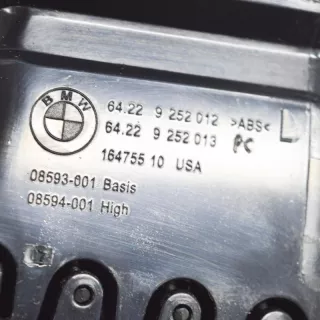 BMW
64.22 9 252 012 >ABS< L
64.22 9 252 013 PC
164755 10 USA
08593-001 Basis
08594-001 High